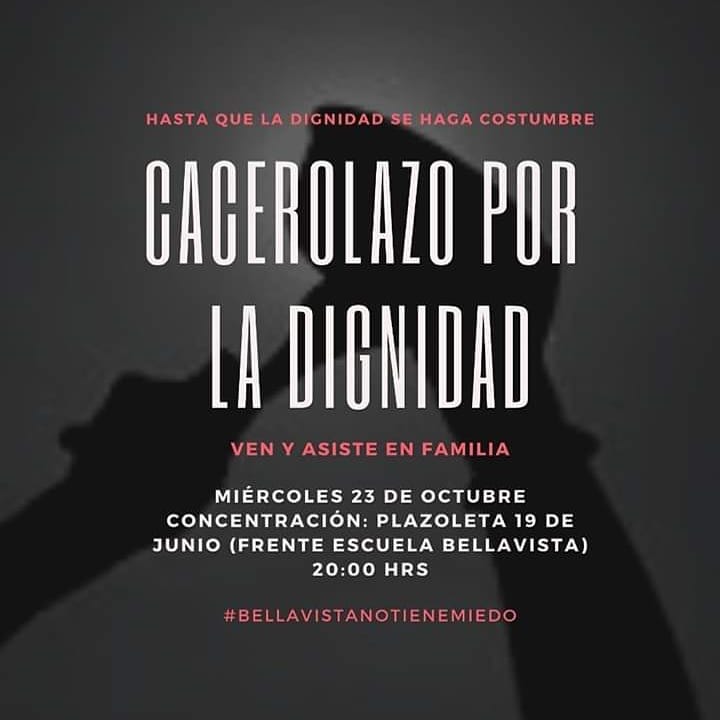 HASTA QUE LA DIGNIDAD SE HAGA COSTUMBRE
CACEROLAZO POR
LA DIGNIDAD
VEN Y ASISTE EN FAMILIA
MIÉRCOLES 23 DE OCTUBRE
CONCENTRACIÓN: PLAZOLETA 19 DE
JUNIO (FRENTE ESCUELA BELLAVISTA)
20:00 HRS
#BELLAVISTANOTIENEMIEDO